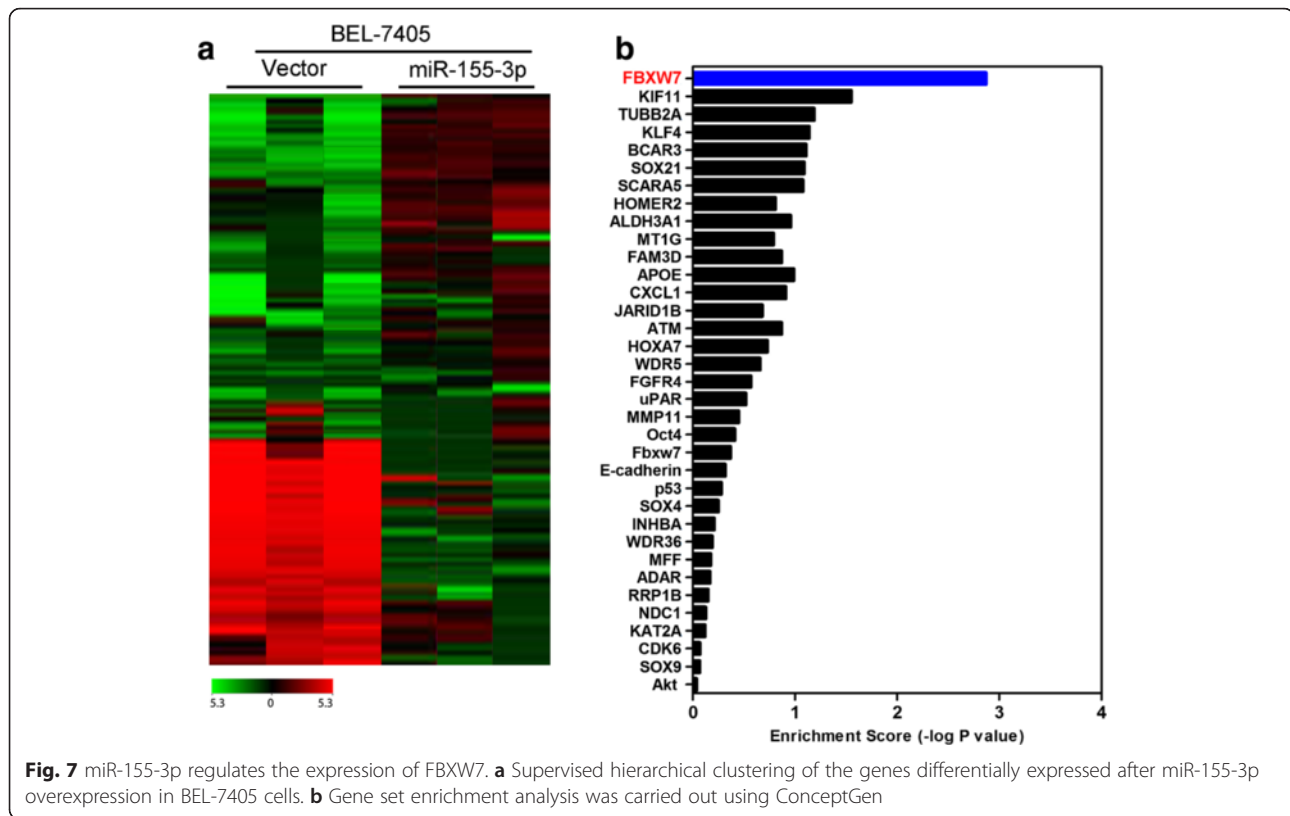 a
BEL-7405
Vector
miR-155-3p
5.3
0
5.3
b
FBXW7
KIF11
TUBB2A
KLF4
BCAR3
SOX21
SCARA5
HOMER2
ALDH3A1
MT1G
FAM3D
APOE
CXCL1
JARID1B
ATM
HOXA7
WDR5
FGFR4
uPAR
MMP11
Oct4
Fbxw7
E-cadherin
p53
SOX4
INHBA
WDR36
MFF
ADAR
RRP1B
NDC1
KAT2A
CDK6
SOX9
Akt
0
1
2
3
4
Enrichment Score (-log P value)
Fig. 7 miR-155-3p regulates the expression of FBXW7. a Supervised hierarchical clustering of the genes differentially expressed after miR-155-3p
overexpression in BEL-7405 cells. b Gene set enrichment analysis was carried out using ConceptGen